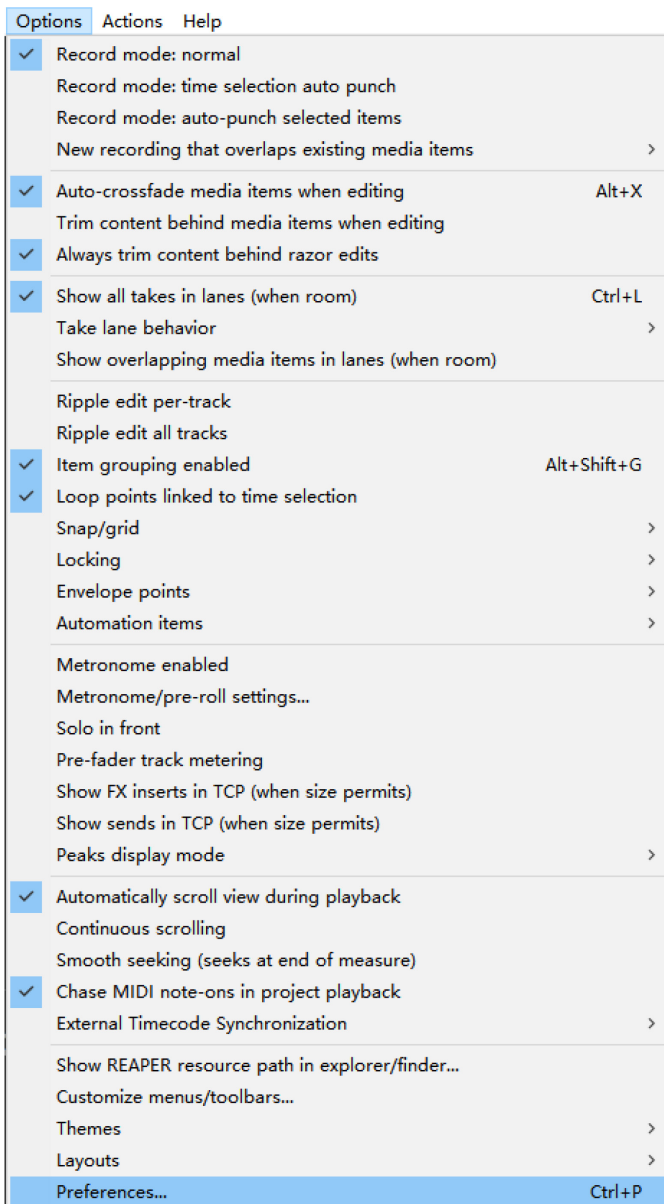 Options Actions Help
Record mode: normal
Record mode: time selection auto punch
Record mode: auto-punch selected items
New recording that overlaps existing media items
Auto-crossfade media items when editing Alt+X
Trim content behind media items when editing
Always trim content behind razor edits
Show all takes in lanes (when room) Ctrl+L
Take lane behavior
Show overlapping media items in lanes (when room)
Ripple edit per-track
Ripple edit all tracks
Item grouping enabled Alt+Shift+G
Loop points linked to time selection
Snap/grid
Locking
Envelope points
Automation items
Metronome enabled
Metronome/pre-roll settings...
Solo in front
Pre-fader track metering
Show FX inserts in TCP (when size permits)
Show sends in TCP (when size permits)
Peaks display mode
Automatically scroll view during playback
Continuous scrolling
Smooth seeking (seeks at end of measure)
Chase MIDI note-ons in project playback
External Timecode Synchronization
Show REAPER resource path in explorer/finder...
Customize menus/toolbars...
Themes
Layouts
Preferences... Ctrl+P